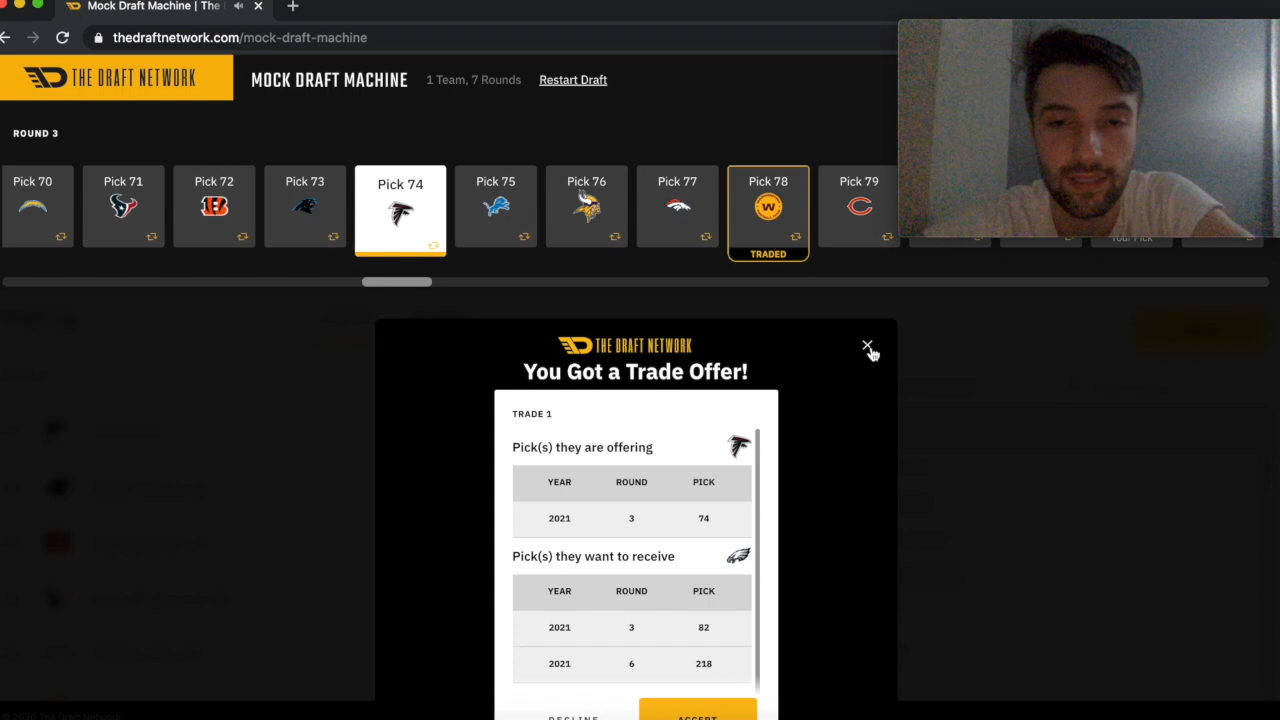 Mock Draft Machine | The
thedraftnetwork.com/mock-draft-machine
THE DRAFT NETWORK
MOCK DRAFT MACHINE
1 Team, 7 Rounds
Restart Draft
ROUND 3
Pick 70
Pick 71
Pick 72
Pick 73
Pick 74
Pick 75
Pick 76
Pick 77
Pick 78
Pick 79
W
TRADED
Your Pick
THE DRAFT NETWORK
You Got a Trade Offer!
TRADE 1
Pick(s) they are offering
YEAR ROUND PICK
2021 3 74
Pick(s) they want to receive
YEAR ROUND PICK
2021 3 82
2021 6 218
DECLINE ACCEPT